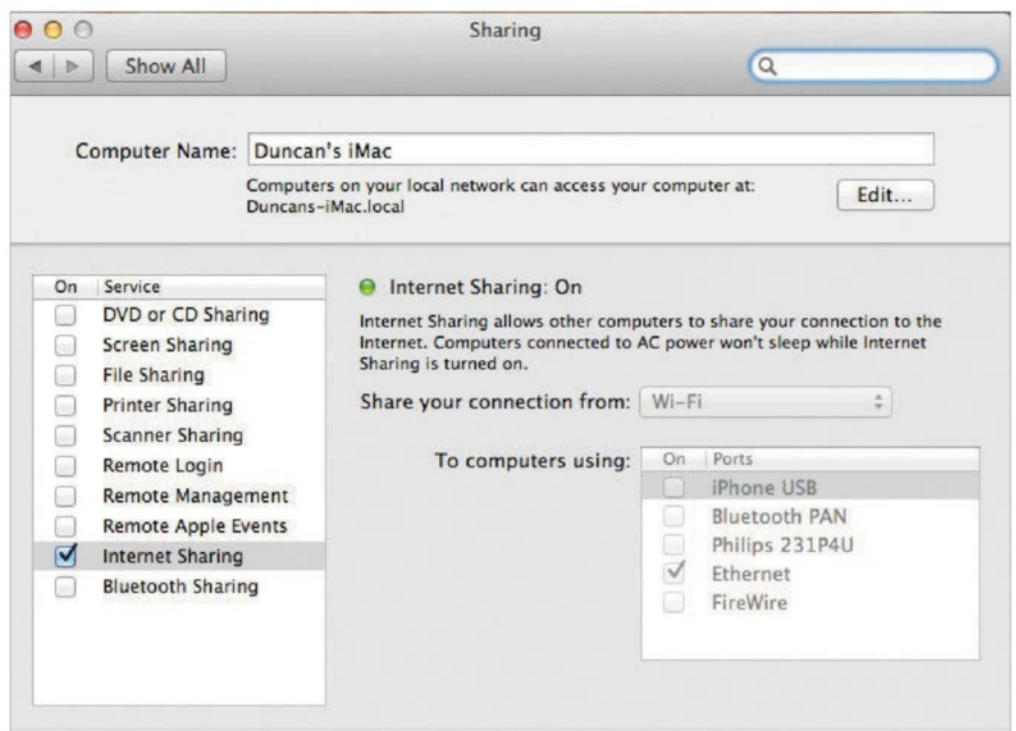 Sharing
Show All
Computer Name: Duncan's iMac
Computers on your local network can access your computer at:
Duncans-iMac.local
Edit...
On Service
DVD or CD Sharing
Screen Sharing
File Sharing
Printer Sharing
Scanner Sharing
Remote Login
Remote Management
Remote Apple Events
Internet Sharing
Bluetooth Sharing
Internet Sharing: On
Internet Sharing allows other computers to share your connection to the
Internet. Computers connected to AC power won't sleep while Internet
Sharing is turned on.
Share your connection from: Wi-Fi
To computers using:
On Ports
iPhone USB
Bluetooth PAN
Philips 231P4U
Ethernet
FireWire